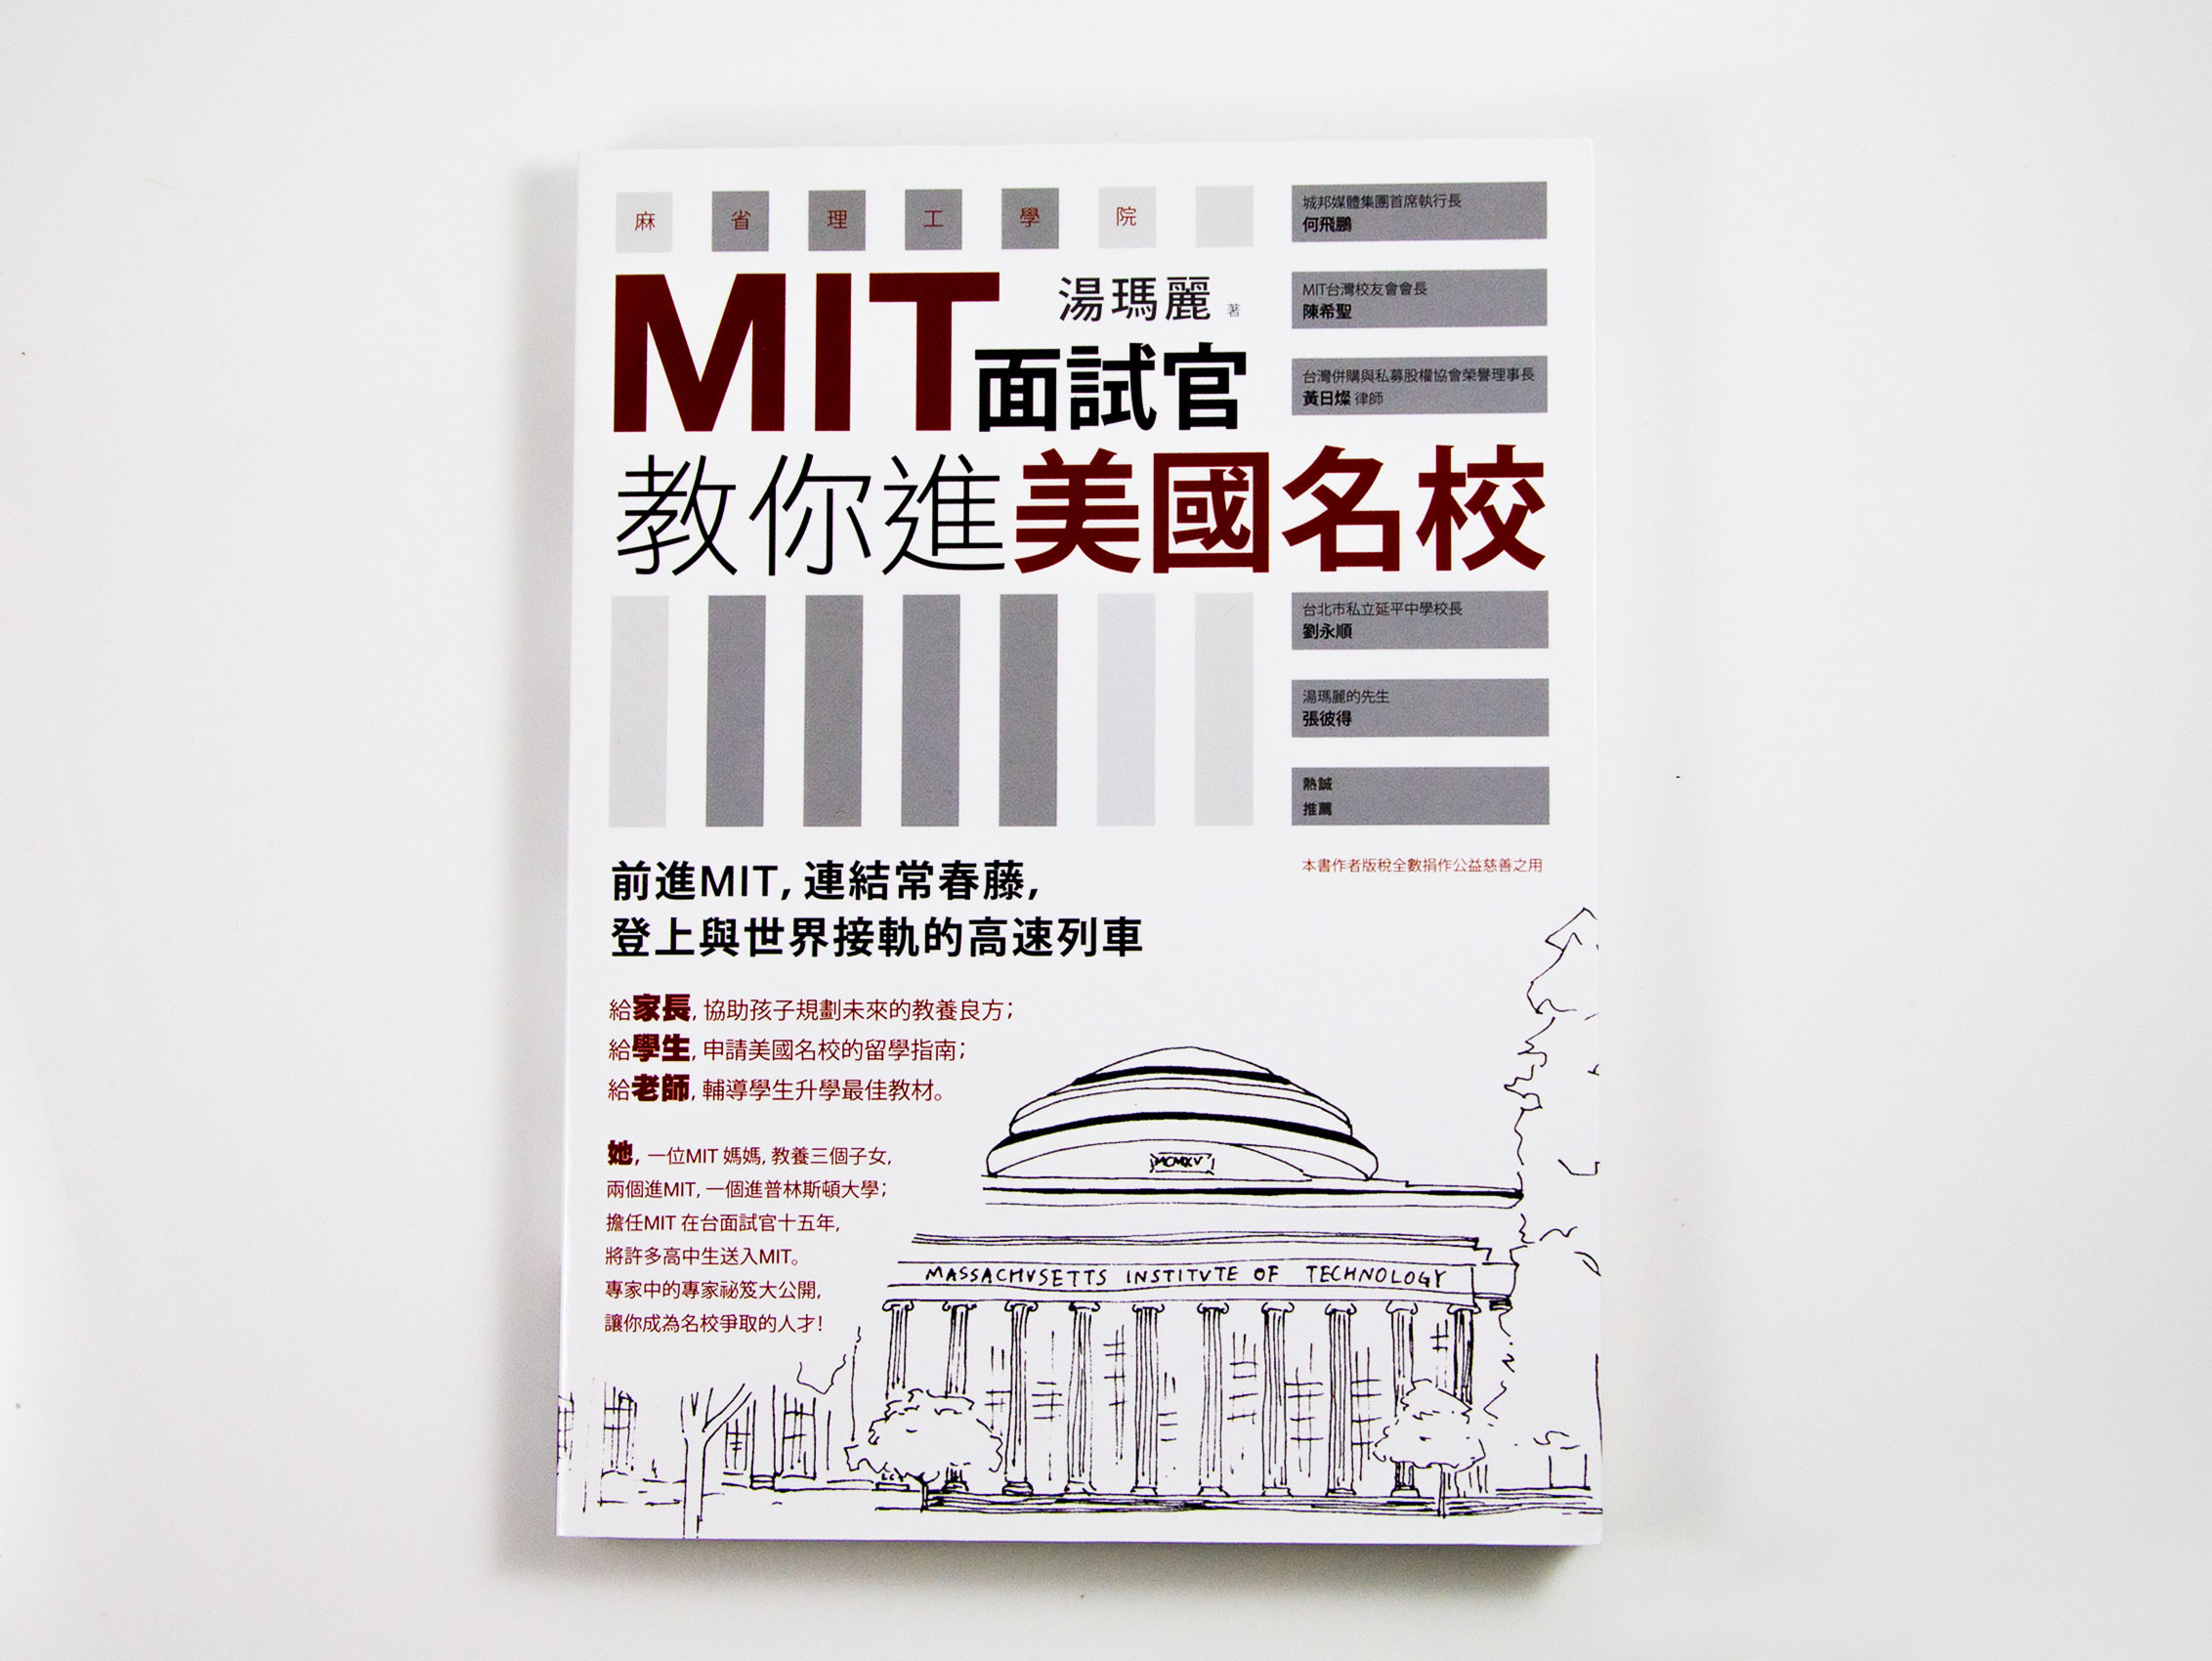 麻省理工學院
MIT面試官
湯瑪麗 著
教你進美國名校
城邦媒體集團首席執行長
何飛鵬
MIT台灣校友會會長
陳希聖
台灣併購與私募股權協會榮譽理事長
黃日燦 律師
台北市私立延平中學校長
劉永順
湯瑪麗的先生
張彼得
熱誠
推薦
本書作者版稅全數捐作公益慈善之用
前進MIT, 連結常春藤,
登上與世界接軌的高速列車
給家長, 協助孩子規劃未來的教養良方;
給學生, 申請美國名校的留學指南;
給老師, 輔導學生升學最佳教材。
她, 一位MIT 媽媽, 教養三個子女,
兩個進MIT, 一個進普林斯頓大學;
擔任MIT 在台面試官十五年,
將許多高中生送入MIT。
專家中的專家祕笈大公開,
讓你成為名校爭取的人才!
MCMXV
MASSACHVSETTS INSTITVTE OF TECHNOLOGY